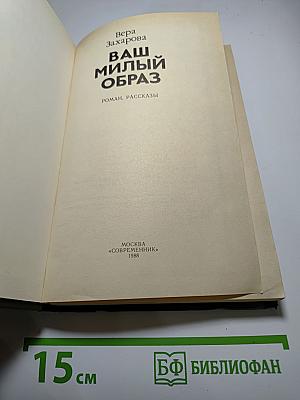 Вера
Захарова
ВАШ
МИЛЫЙ
ОБРАЗ
РОМАН, РАССКАЗЫ
МОСКВА
«СОВРЕМЕННИК»
1988
15 см
БФ БИБЛИОФАН